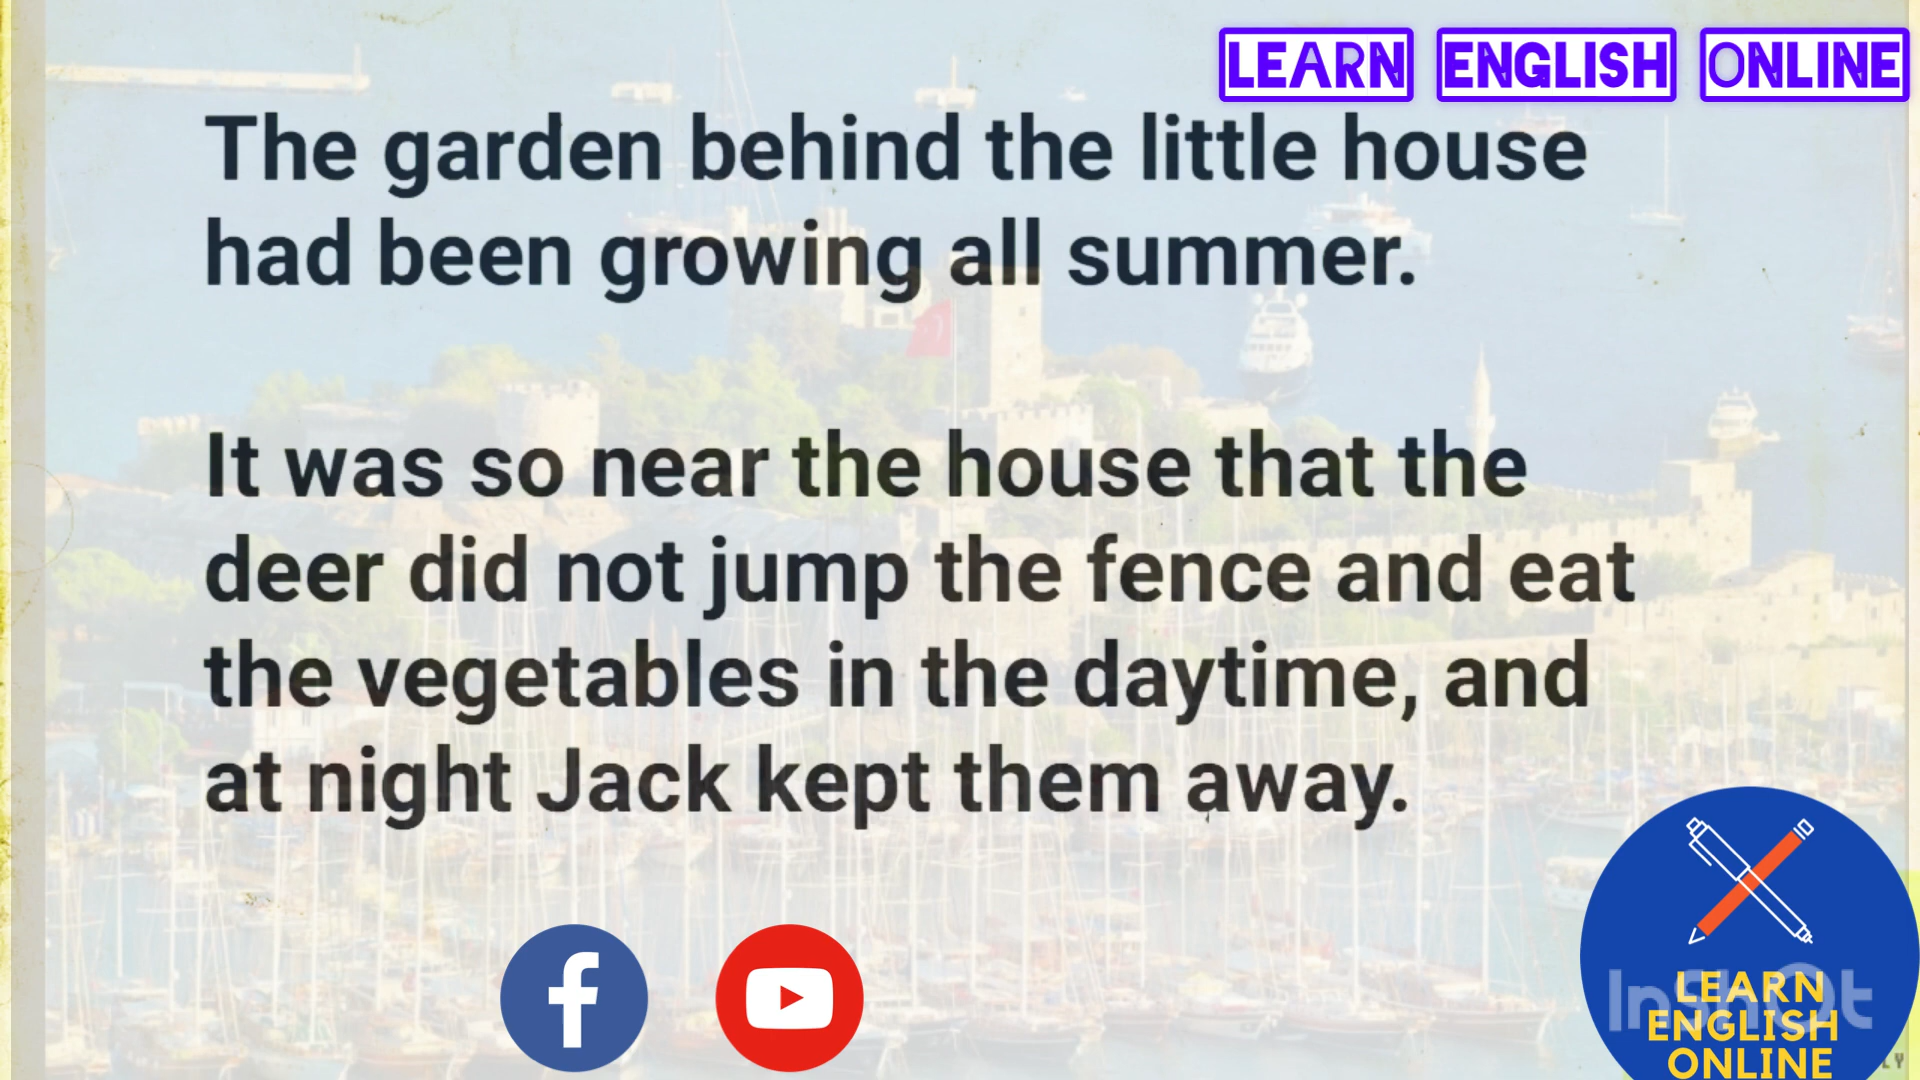 LEARN ENGLISH ONLINE
The garden behind the little house
had been growing all summer.
It was so near the house that the
deer did not jump the fence and eat
the vegetables in the daytime, and
at night Jack kept them away.
InShot
LEARN
ENGLISH
ONLINE